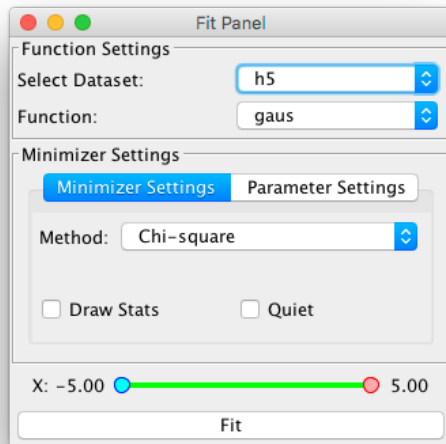 Fit Panel
Function Settings
Select Dataset: h5
Function: gaus
Minimizer Settings
Minimizer Settings Parameter Settings
Method: Chi-square
Draw Stats Quiet
X: -5.00 5.00
Fit